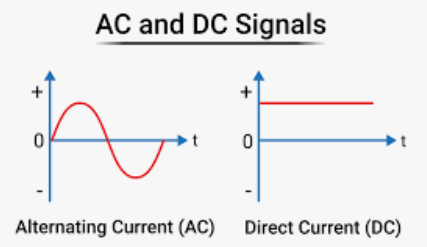 AC and DC Signals
+
0
-
t
Alternating Current (AC)
+
0
-
t
Direct Current (DC)